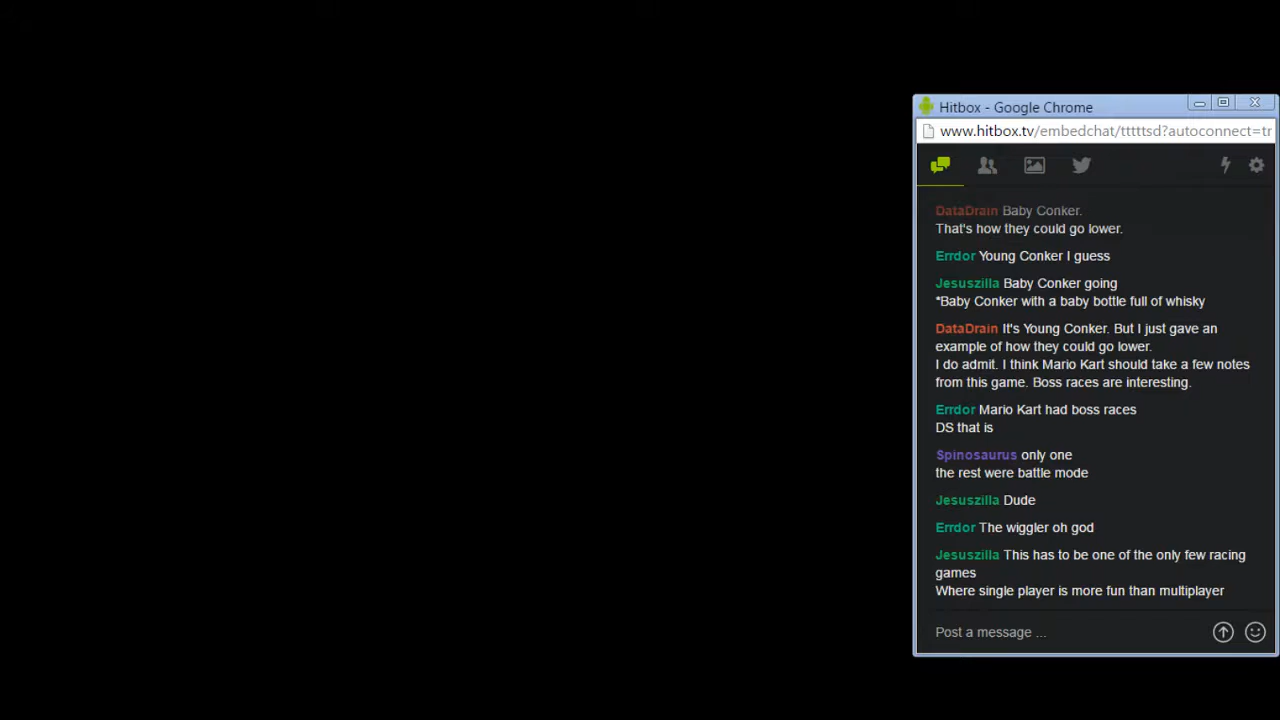 Hitbox - Google Chrome
www.hitbox.tv/embedchat/tttttsd?autoconnect=tr
DataDrain Baby Conker.
That's how they could go lower.
Errdor Young Conker I guess
Jesuszilla Baby Conker going
*Baby Conker with a baby bottle full of whisky
DataDrain It's Young Conker. But I just gave an
example of how they could go lower.
I do admit. I think Mario Kart should take a few notes
from this game. Boss races are interesting.
Errdor Mario Kart had boss races
DS that is
Spinosaurus only one
the rest were battle mode
Jesuszilla Dude
Errdor The wiggler oh god
Jesuszilla This has to be one of the only few racing
games
Where single player is more fun than multiplayer
Post a message ...